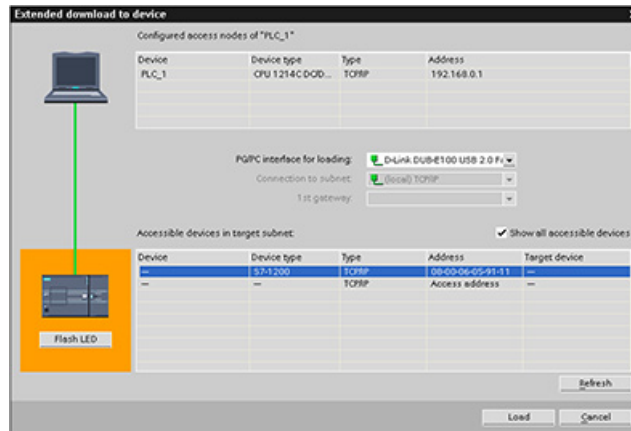 Extended download to device
Configured access nodes of "PLC_1"
Device Device type Type Address
PLC_1 CPU 1214C DC/D... TCP/IP 192.168.0.1
PG/PC interface for loading: D-Link DUB-E100 USB 2.0 Fa
Connection to subnet: (local) TCP/IP
1st gateway:
Accessible devices in target subnet: Show all accessible devices
Device Device type Type Address Target device
— S7-1200 TCP/IP 08-00-06-05-91-11 —
— — TCP/IP Access address —
Flash LED
Refresh
Load Cancel